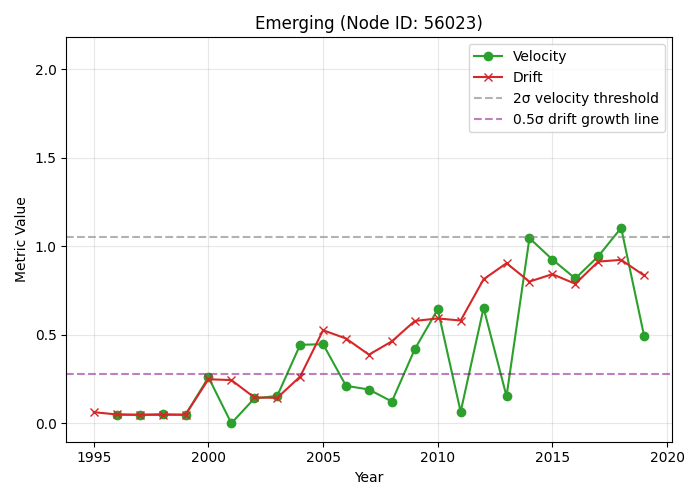 Emerging (Node ID: 56023)
Velocity
Drift
2σ velocity threshold
0.5σ drift growth line
Metric Value
2.0
1.5
1.0
0.5
0.0
1995 2000 2005 2010 2015 2020
Year